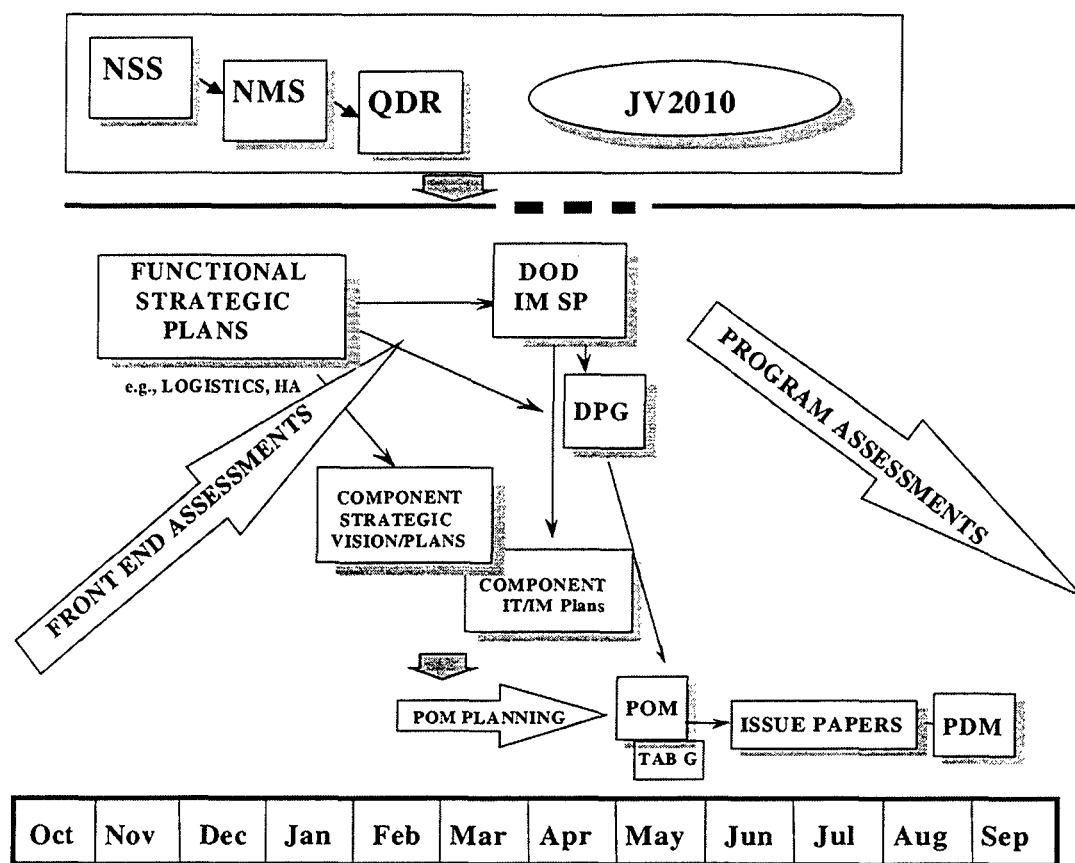 NSS
NMS
QDR
JV2010
FUNCTIONAL
STRATEGIC
PLANS
e.g., LOGISTICS, HA
DOD
IM SP
DPG
FRONT END ASSESSMENTS
PROGRAM ASSESSMENTS
COMPONENT
STRATEGIC
VISION/PLANS
COMPONENT
IT/IM Plans
POM PLANNING
POM
TAB G
ISSUE PAPERS
PDM
Oct Nov Dec Jan Feb Mar Apr May Jun Jul Aug Sep